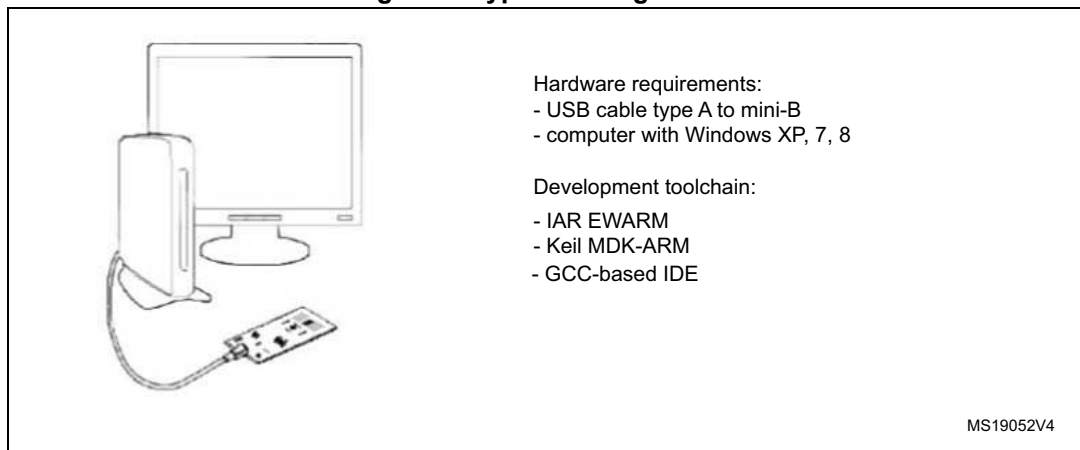 Hardware requirements:
- USB cable type A to mini-B
- computer with Windows XP, 7, 8
Development toolchain:
- IAR EWARM
- Keil MDK-ARM
- GCC-based IDE
MS19052V4